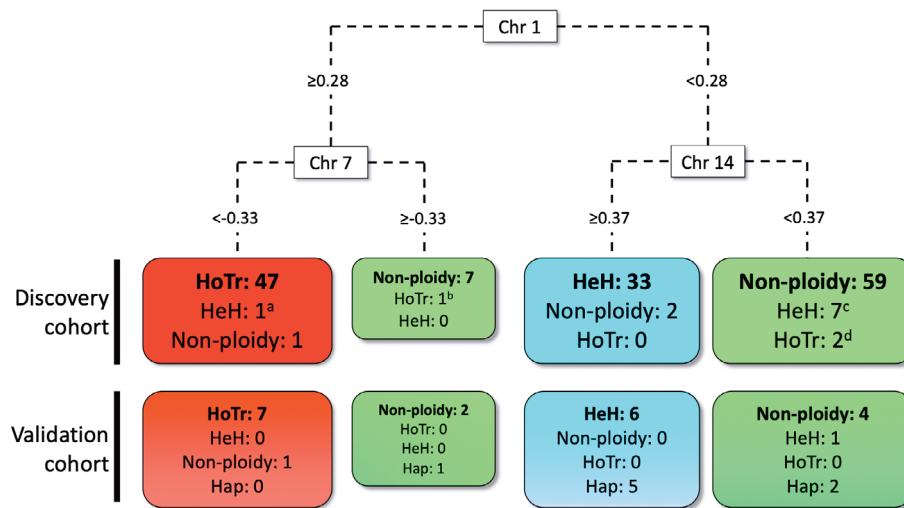 Chr 1
≥0.28
<0.28
Chr 7
Chr 14
<-0.33
≥-0.33
≥0.37
<0.37
Discovery
cohort
HoTr: 47
HeH: 1ᵃ
Non-ploidy: 1
Non-ploidy: 7
HoTr: 1ᵇ
HeH: 0
HeH: 33
Non-ploidy: 2
HoTr: 0
Non-ploidy: 59
HeH: 7ᶜ
HoTr: 2ᵈ
Validation
cohort
HoTr: 7
HeH: 0
Non-ploidy: 1
Hap: 0
Non-ploidy: 2
HoTr: 0
HeH: 0
Hap: 1
HeH: 6
Non-ploidy: 0
HoTr: 0
Hap: 5
Non-ploidy: 4
HeH: 1
HoTr: 0
Hap: 2